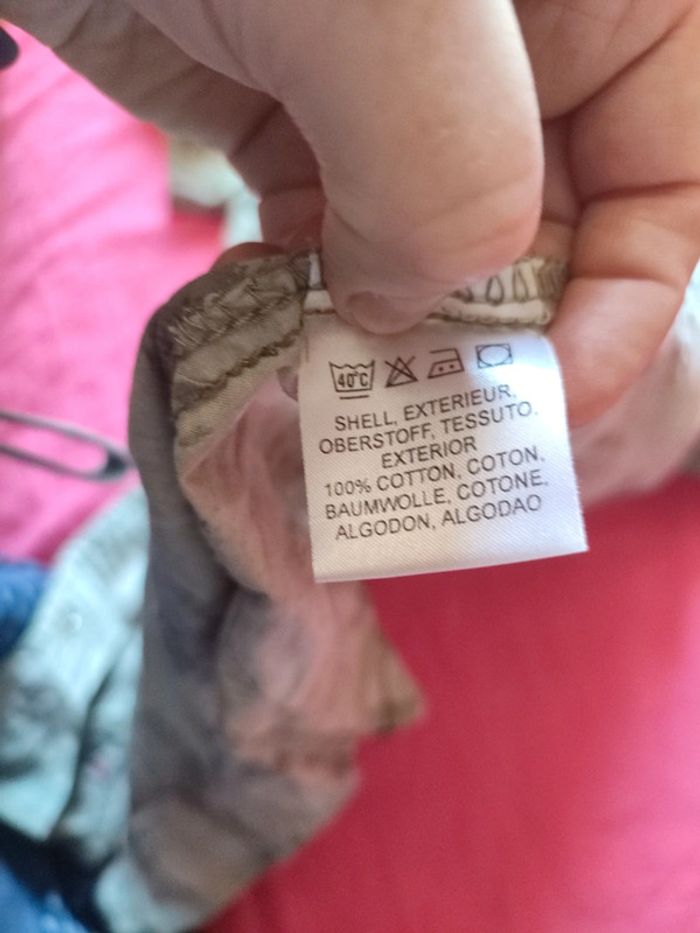 40°C
SHELL, EXTERIEUR,
OBERSTOFF, TESSUTO.
EXTERIOR
100% COTTON, COTON,
BAUMWOLLE, COTONE,
ALGODON, ALGODAO